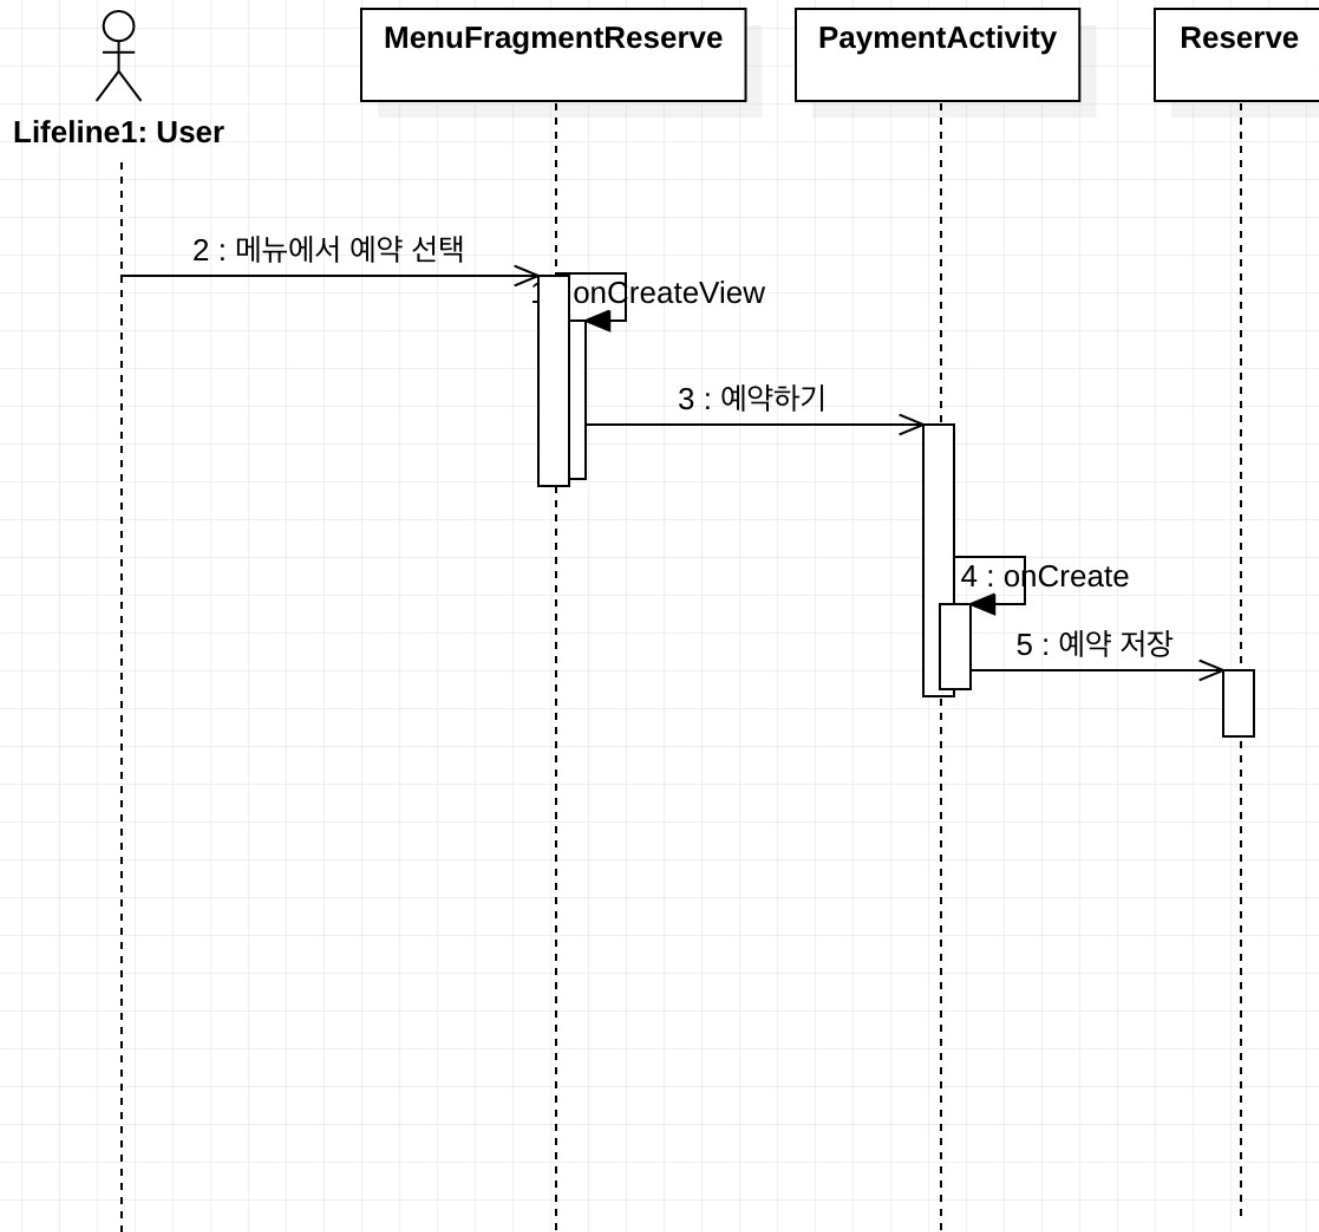 MenuFragmentReserve
PaymentActivity
Reserve
Lifeline1: User
2 : 메뉴에서 예약 선택
onCreateView
3 : 예약하기
4 : onCreate
5 : 예약 저장